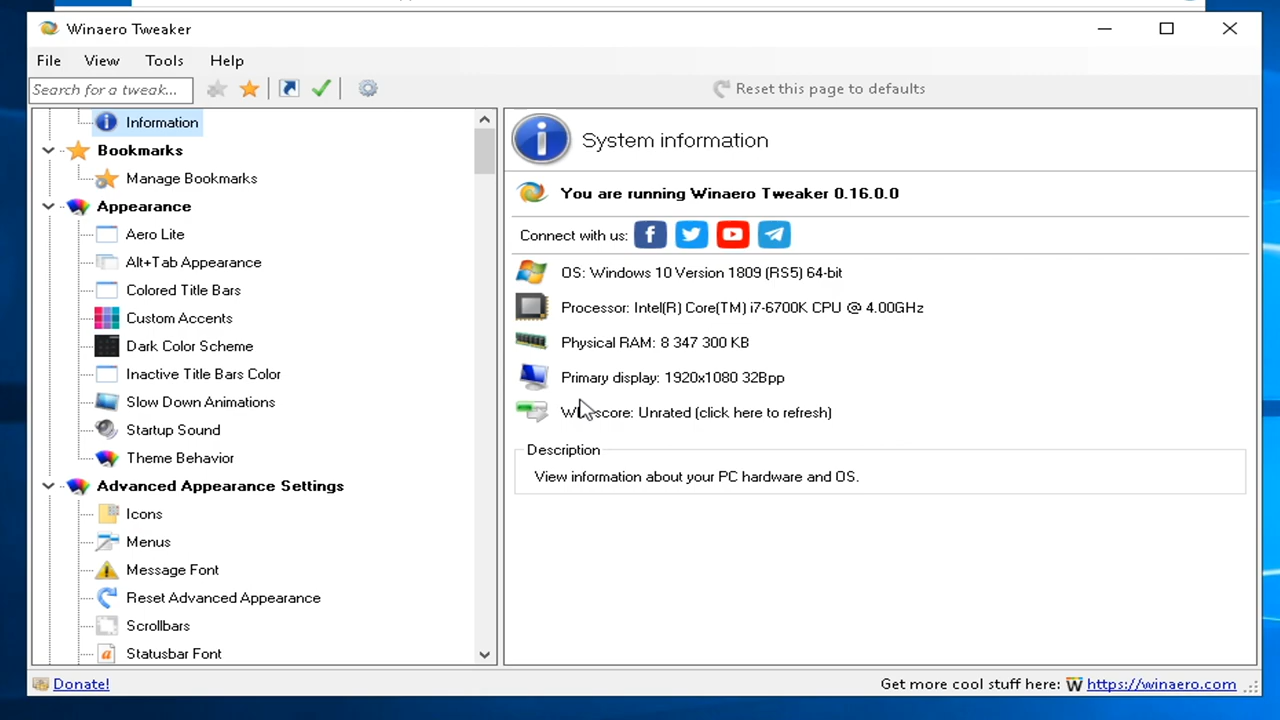 Winaero Tweaker
File View Tools Help
Search for a tweak...
Reset this page to defaults
Information
Bookmarks
Manage Bookmarks
Appearance
Aero Lite
Alt+Tab Appearance
Colored Title Bars
Custom Accents
Dark Color Scheme
Inactive Title Bars Color
Slow Down Animations
Startup Sound
Theme Behavior
Advanced Appearance Settings
Icons
Menus
Message Font
Reset Advanced Appearance
Scrollbars
Statusbar Font
System information
You are running Winaero Tweaker 0.16.0.0
Connect with us:
OS: Windows 10 Version 1809 (RS5) 64-bit
Processor: Intel(R) Core(TM) i7-6700K CPU @ 4.00GHz
Physical RAM: 8 347 300 KB
Primary display: 1920x1080 32Bpp
Unrated (click here to refresh)
Description
View information about your PC hardware and OS.
Donate!
Get more cool stuff here: https://winaero.com